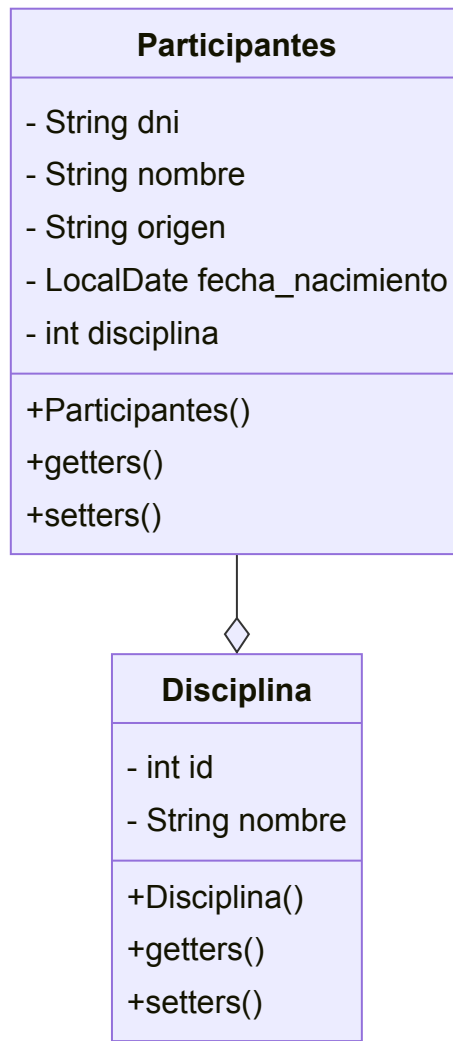 Participantes
- String dni
- String nombre
- String origen
- LocalDate fecha_nacimiento
- int disciplina
+Participantes()
+getters()
+setters()
Disciplina
- int id
- String nombre
+Disciplina()
+getters()
+setters()